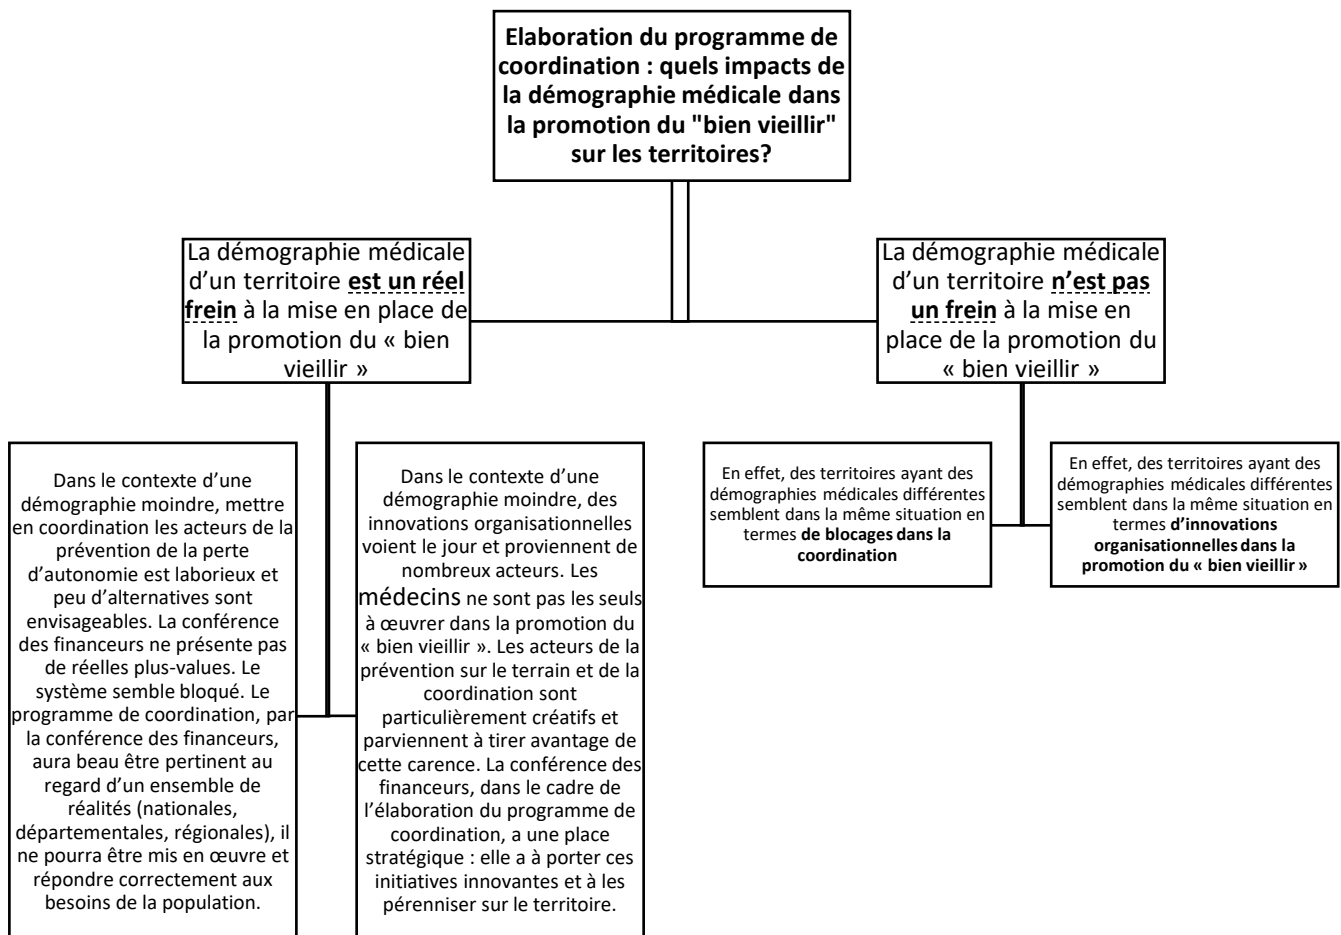 Elaboration du programme de
coordination : quels impacts de
la démographie médicale dans
la promotion du "bien vieillir"
sur les territoires?
La démographie médicale
d’un territoire est un réel
frein à la mise en place de
la promotion du « bien
vieillir »
La démographie médicale
d’un territoire n’est pas
un frein à la mise en
place de la promotion du
« bien vieillir »
Dans le contexte d’une
démographie moindre, mettre
en coordination les acteurs de la
prévention de la perte
d’autonomie est laborieux et
peu d’alternatives sont
envisageables. La conférence
des financeurs ne présente pas
de réelles plus-values. Le
système semble bloqué. Le
programme de coordination, par
la conférence des financeurs,
aura beau être pertinent au
regard d’un ensemble de
réalités (nationales,
départementales, régionales), il
ne pourra être mis en œuvre et
répondre correctement aux
besoins de la population.
Dans le contexte d’une
démographie moindre, des
innovations organisationnelles
voient le jour et proviennent de
nombreux acteurs. Les
médecins ne sont pas les seuls
à œuvrer dans la promotion du
« bien vieillir ». Les acteurs de la
prévention sur le terrain et de la
coordination sont
particulièrement créatifs et
parviennent à tirer avantage de
cette carence. La conférence des
financeurs, dans le cadre de
l’élaboration du programme de
coordination, a une place
stratégique : elle a à porter ces
initiatives innovantes et à les
pérenniser sur le territoire.
En effet, des territoires ayant des
démographies médicales différentes
semblent dans la même situation en
termes de blocages dans la
coordination
En effet, des territoires ayant des
démographies médicales différentes
semblent dans la même situation en
termes d’innovations
organisationnelles dans la
promotion du « bien vieillir »